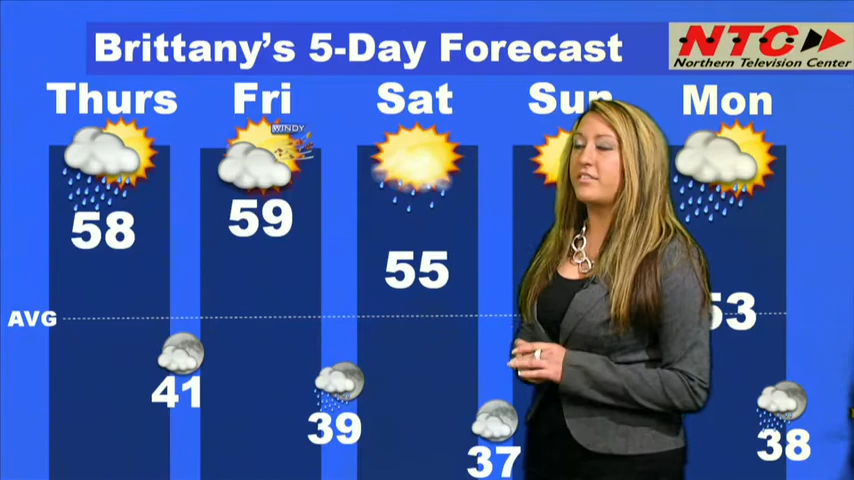 Brittany's 5-Day Forecast
NTC
Northern Television Center
Thurs Fri Sat Sun Mon
WINDY
58 59 55 53
AVG
41 39 37 38